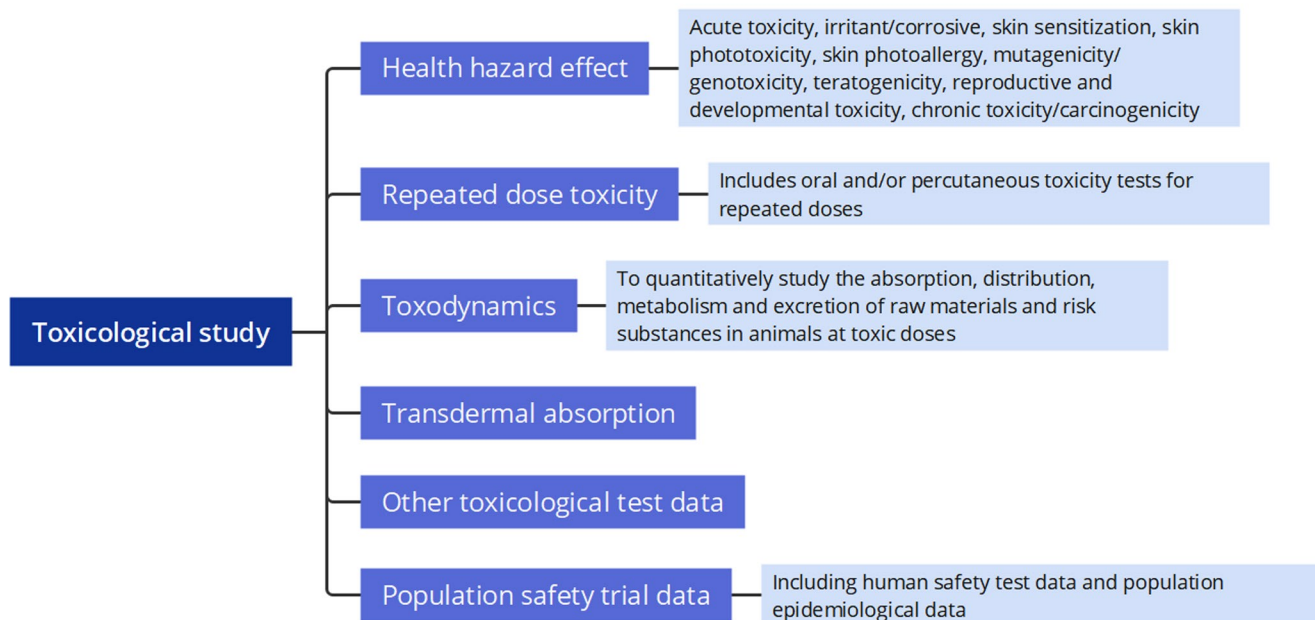 Toxicological study
Health hazard effect
Acute toxicity, irritant/corrosive, skin sensitization, skin
phototoxicity, skin photoallergy, mutagenicity/
genotoxicity, teratogenicity, reproductive and
developmental toxicity, chronic toxicity/carcinogenicity
Repeated dose toxicity
Includes oral and/or percutaneous toxicity tests for
repeated doses
Toxodynamics
To quantitatively study the absorption, distribution,
metabolism and excretion of raw materials and risk
substances in animals at toxic doses
Transdermal absorption
Other toxicological test data
Population safety trial data
Including human safety test data and population
epidemiological data